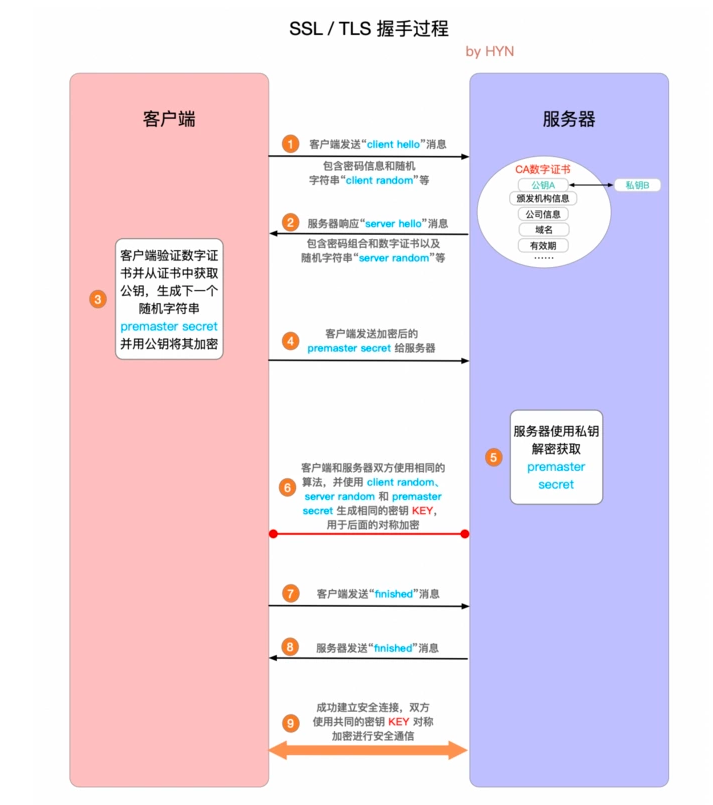 SSL / TLS 握手过程
by HYN
客户端
服务器
1
客户端发送“client hello”消息
包含密码信息和随机
字符串“client random”等
CA数字证书
公钥A
私钥B
颁发机构信息
公司信息
域名
有效期
······
2
服务器响应“server hello”消息
包含密码组合和数字证书以及
随机字符串“server random”等
3
客户端验证数字证
书并从证书中获取
公钥，生成下一个
随机字符串
premaster secret
并用公钥将其加密
4
客户端发送加密后的
premaster secret 给服务器
5
服务器使用私钥
解密获取
premaster
secret
6
客户端和服务器双方使用相同的
算法，并使用 client random、
server random 和 premaster
secret 生成相同的密钥 KEY，
用于后面的对称加密
7
客户端发送“finished”消息
8
服务器发送“finished”消息
9
成功建立安全连接，双方
使用共同的密钥 KEY 对称
加密进行安全通信